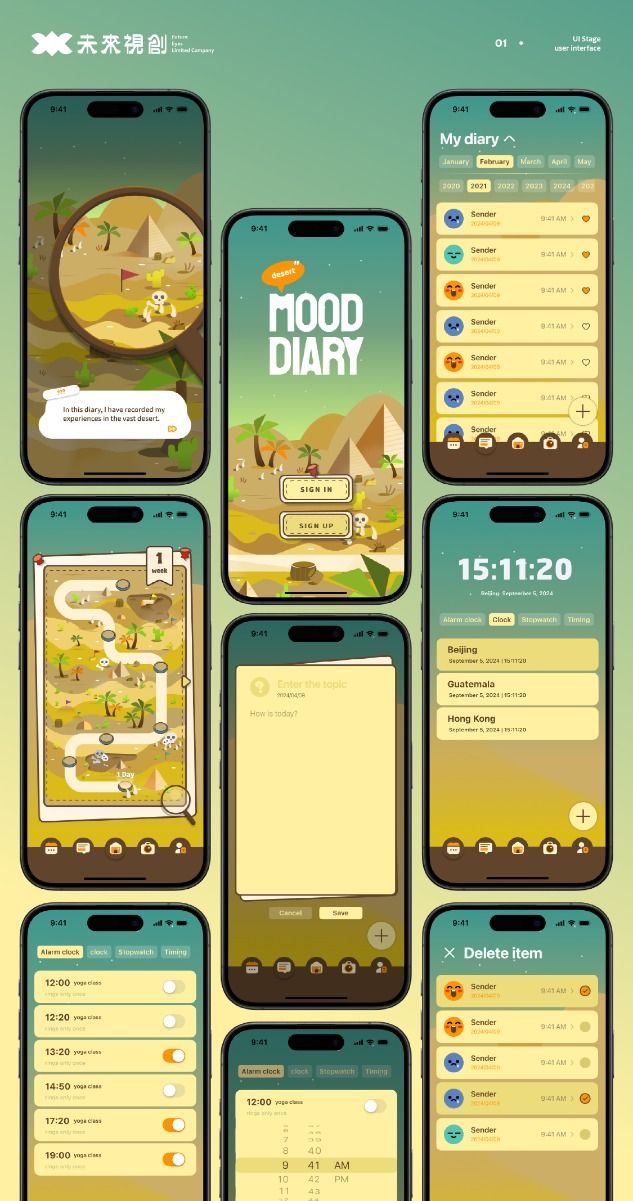 未來視創
Future
Eyes
Limited Company
01
UI Stage
user interface
9:41
In this diary, I have recorded my
experiences in the vast desert.
9:41
desert
MOOD
DIARY
SIGN IN
SIGN UP
9:41
My diary
January February March April May
2020 2021 2022 2023 2024 202
Sender
2024/04/09
9:41 AM
Sender
2024/04/09
9:41 AM
Sender
2024/04/09
9:41 AM
Sender
2024/04/09
9:41 AM
Sender
2024/04/09
9:41 AM
Sender
2024/04/09
9:41 AM
Sender
9:41
1
week
1 Day
9:41
Enter the topic
2024/04/09
How is today?
Cancel Save
9:41
15:11:20
Beijing September 5, 2024
Alarm clock Clock Stopwatch Timing
Beijing
September 5, 2024 | 15:11:20
Guatemala
September 5, 2024 | 15:11:20
Hong Kong
September 5, 2024 | 15:11:20
9:41
Alarm clock clock Stopwatch Timing
12:00 yoga class
rings only once
12:20 yoga class
rings only once
13:20 yoga class
rings only once
14:50 yoga class
rings only once
17:20 yoga class
rings only once
19:00 yoga class
rings only once
9:41
Alarm clock clock Stopwatch Timing
12:00 yoga class
rings only once
7 39
8 40
9 41 AM
10 42 PM
11 43
9:41
Delete item
Sender
2024/04/09
9:41 AM
Sender
2024/04/09
9:41 AM
Sender
2024/04/09
9:41 AM
Sender
2024/04/09
9:41 AM
Sender
2024/04/09
9:41 AM